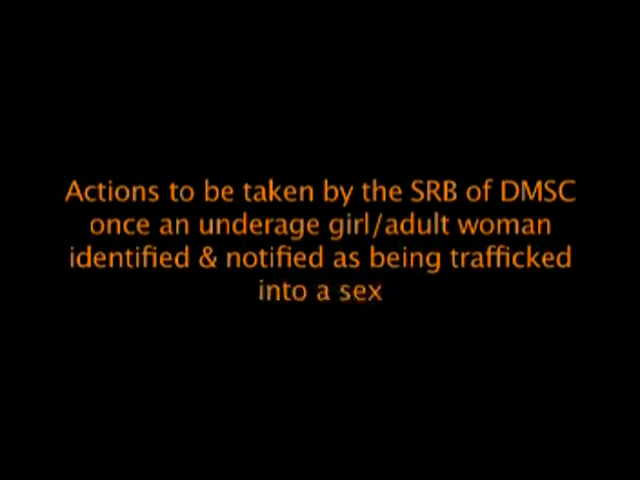 Actions to be taken by the SRB of DMSC
once an underage girl/adult woman
identified & notified as being trafficked
into a sex